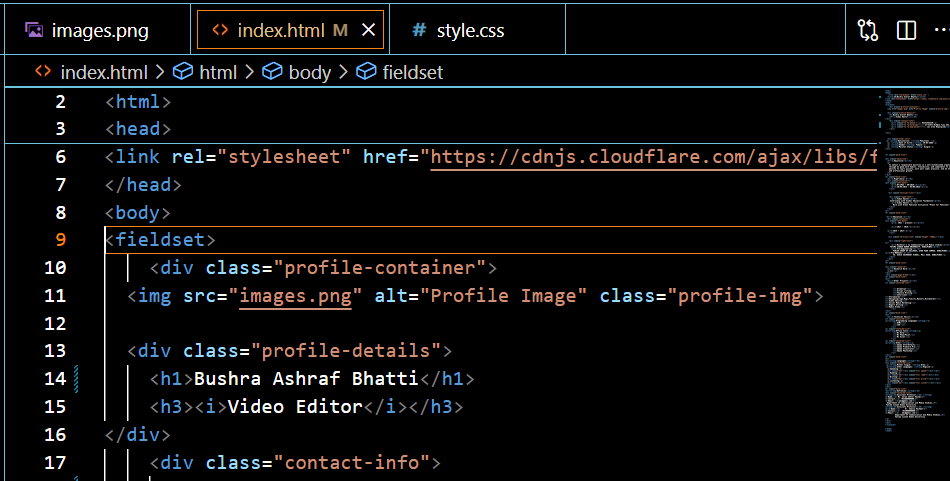 images.png index.html M style.css
index.html > html > body > fieldset
2 <html>
3 <head>
6 <link rel="stylesheet" href="https://cdnjs.cloudflare.com/ajax/libs/f
7 </head>
8 <body>
9 <fieldset>
10 <div class="profile-container">
11 <img src="images.png" alt="Profile Image" class="profile-img">
12
13 <div class="profile-details">
14 <h1>Bushra Ashraf Bhatti</h1>
15 <h3><i>Video Editor</i></h3>
16 </div>
17 <div class="contact-info">